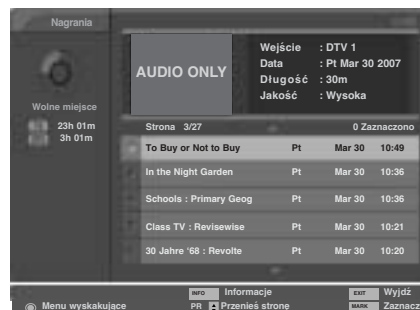 Nagrania
AUDIO ONLY
Wejście : DTV 1
Data : Pt Mar 30 2007
Długość : 30m
Jakość : Wysoka
Wolne miejsce
23h 01m
3h 01m
Strona 3/27 0 Zaznaczono
To Buy or Not to Buy Pt Mar 30 10:49
In the Night Garden Pt Mar 30 10:36
Schools : Primary Geog Pt Mar 30 10:36
Class TV : Revisewise Pt Mar 30 10:21
30 Jahre '68 : Revolte Pt Mar 30 10:20
INFO Informacje EXIT Wyjdź
Menu wyskakujące PR Przenieś stronę MARK Zaznacz